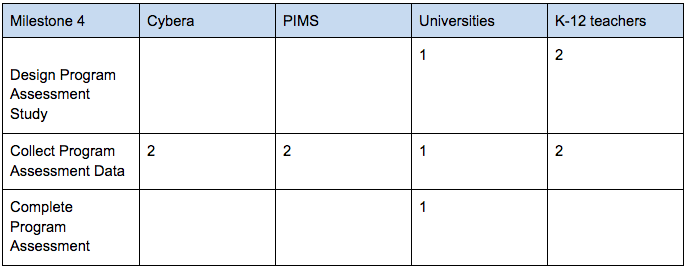 Milestone 4 Cybera PIMS Universities K-12 teachers
1 2
Design Program
Assessment
Study
Collect Program 2 2 1 2
Assessment Data
Complete 1
Program
Assessment